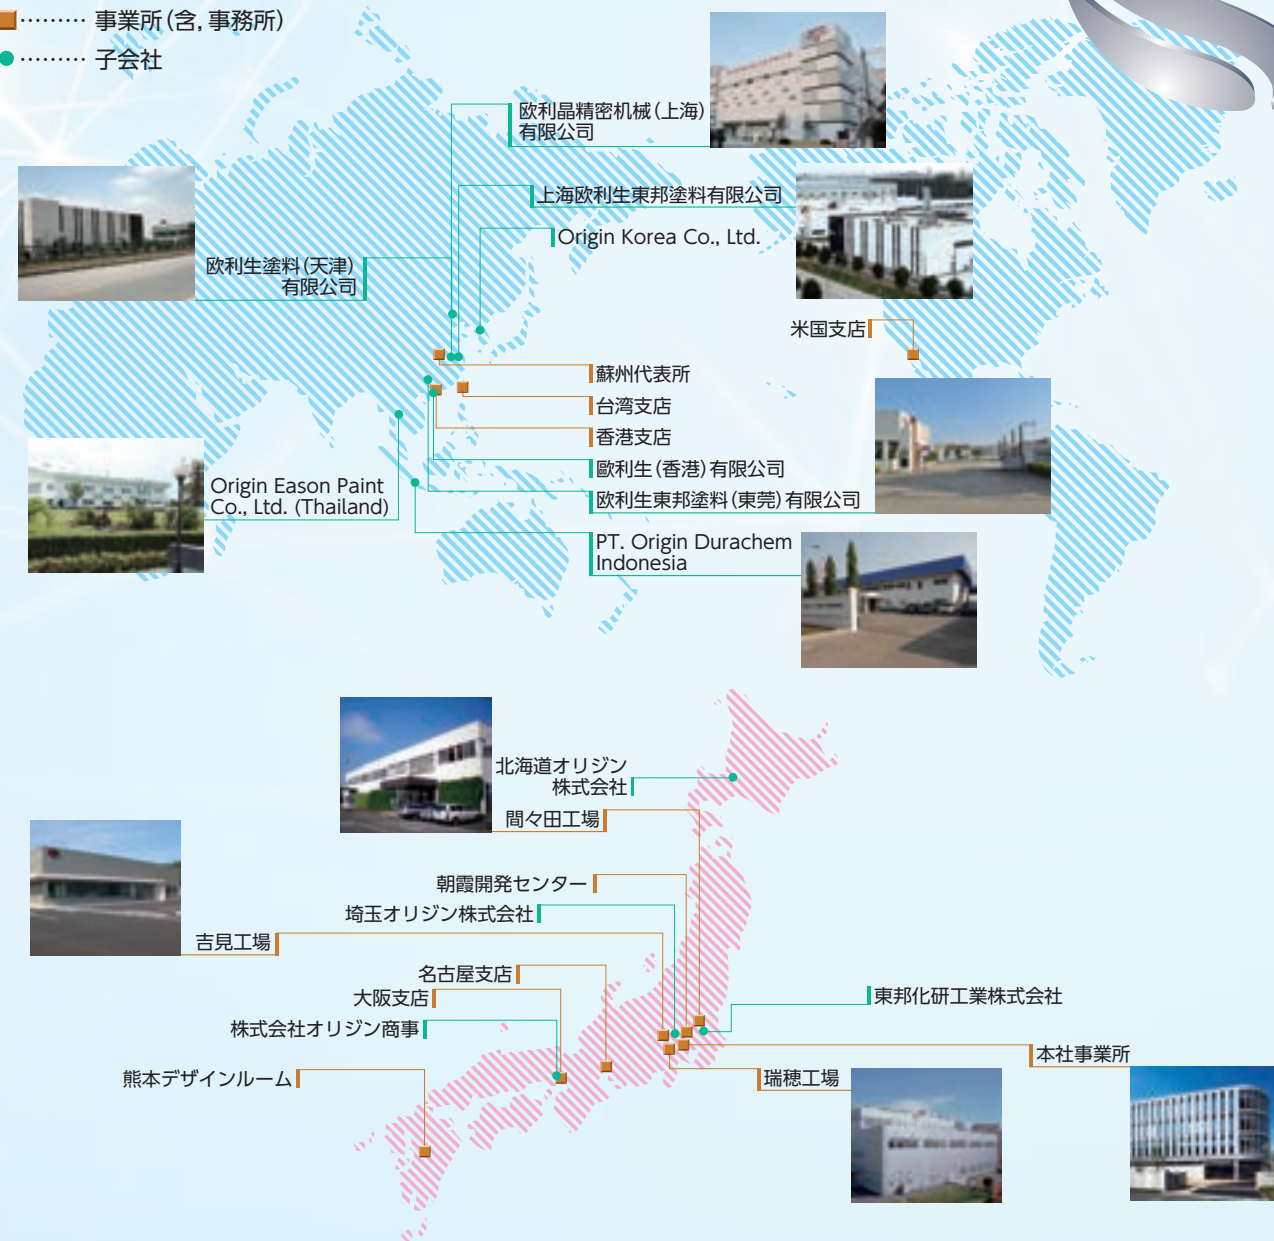 ……… 事業所(含,事務所)
……… 子会社
欧利晶精密机械(上海)
有限公司
上海欧利生東邦塗料有限公司
Origin Korea Co., Ltd.
欧利生塗料(天津)
有限公司
米国支店
蘇州代表所
台湾支店
香港支店
歐利生(香港)有限公司
欧利生東邦塗料(東莞)有限公司
Origin Eason Paint
Co., Ltd. (Thailand)
PT. Origin Durachem
Indonesia
北海道オリジン
株式会社
間々田工場
朝霞開発センター
埼玉オリジン株式会社
吉見工場
名古屋支店
大阪支店
株式会社オリジン商事
熊本デザインルーム
東邦化研工業株式会社
本社事業所
瑞穂工場